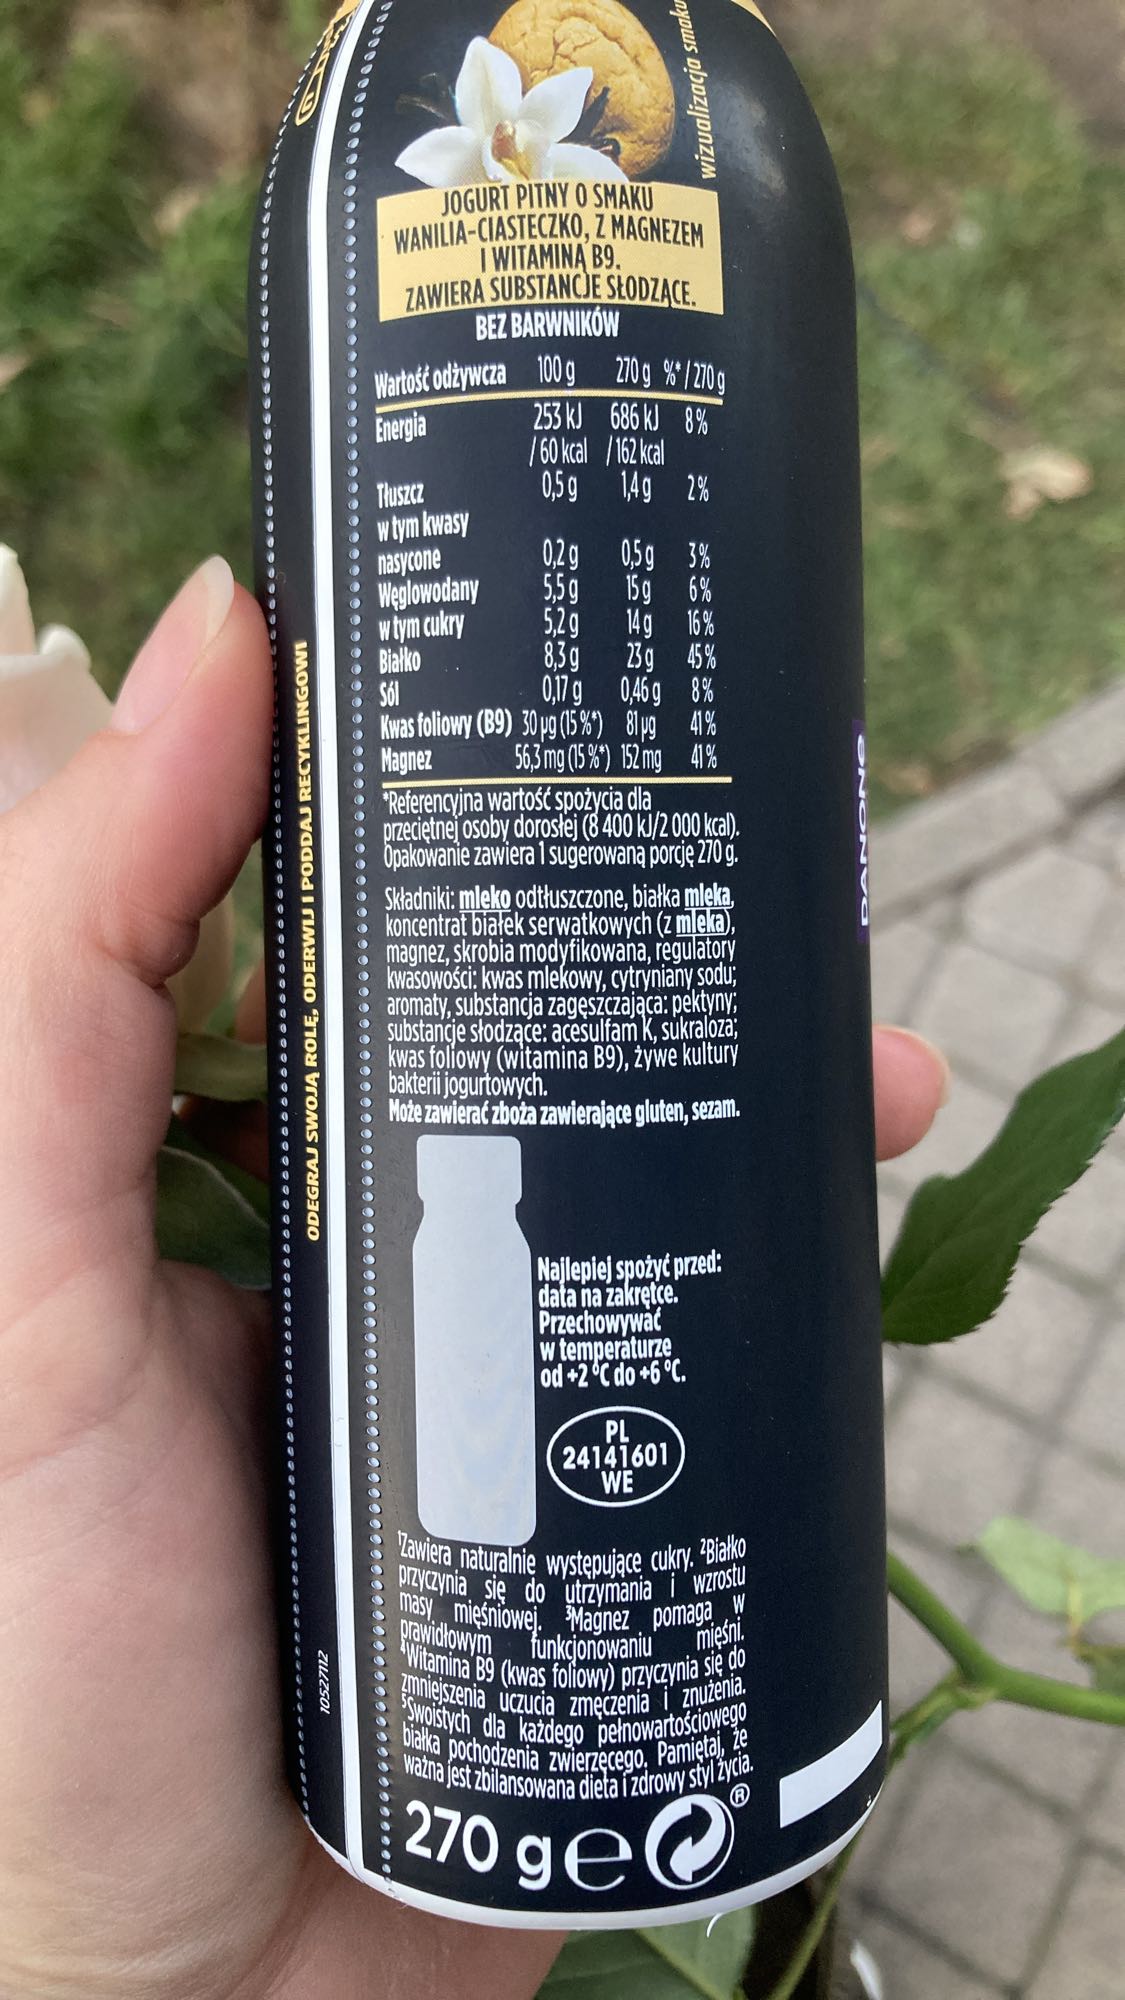 wizualizacja smaku
JOGURT PITNY O SMAKU
WANILIA-CIASTECZKO, Z MAGNEZEM
I WITAMINĄ B9.
ZAWIERA SUBSTANCJE SŁODZĄCE.
BEZ BARWNIKÓW
Wartość odżywcza 100 g 270 g %* / 270 g
Energia 253 kJ 686 kJ 8 %
/ 60 kcal / 162 kcal
Tłuszcz 0,5 g 1,4 g 2 %
w tym kwasy
nasycone 0,2 g 0,5 g 3 %
Węglowodany 5,5 g 15 g 6 %
w tym cukry 5,2 g 14 g 16 %
Białko 8,3 g 23 g 45 %
Sól 0,17 g 0,46 g 8 %
Kwas foliowy (B9) 30 µg (15 %*) 81 µg 41 %
Magnez 56,3 mg (15 %*) 152 mg 41 %
*Referencyjna wartość spożycia dla
przeciętnej osoby dorosłej (8 400 kJ/2 000 kcal).
Opakowanie zawiera 1 sugerowaną porcję 270 g.
Składniki: mleko odtłuszczone, białka mleka,
koncentrat białek serwatkowych (z mleka),
magnez, skrobia modyfikowana, regulatory
kwasowości: kwas mlekowy, cytryniany sodu;
aromaty, substancja zagęszczająca: pektyny;
substancje słodzące: acesulfam K, sukraloza;
kwas foliowy (witamina B9), żywe kultury
bakterii jogurtowych.
Może zawierać zboża zawierające gluten, sezam.
Najlepiej spożyć przed:
data na zakrętce.
Przechowywać
w temperaturze
od +2 °C do +6 °C.
PL
24141601
WE
¹Zawiera naturalnie występujące cukry. ²Białko
przyczynia się do utrzymania i wzrostu
masy mięśniowej. ³Magnez pomaga w
prawidłowym funkcjonowaniu mięśni.
⁴Witamina B9 (kwas foliowy) przyczynia się do
zmniejszenia uczucia zmęczenia i znużenia.
⁵Swoistych dla każdego pełnowartościowego
białka pochodzenia zwierzęcego. Pamiętaj, że
ważna jest zbilansowana dieta i zdrowy styl życia.
270 g e ®
ODEGRAJ SWOJĄ ROLĘ, ODERWIJ I PODDAJ RECYKLINGOWI
10527112
DANONE